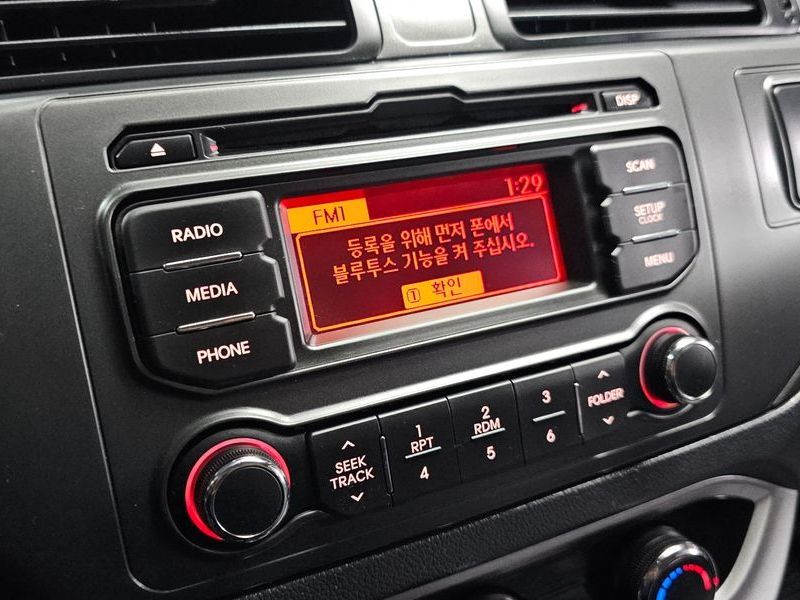 DISP
1:29
FM1
등록을 위해 먼저 폰에서
블루투스 기능을 켜 주십시오.
① 확인
RADIO
MEDIA
PHONE
SCAN
SETUP
CLOCK
MENU
SEEK
TRACK
1
RPT
4
2
RDM
5
3
6
FOLDER